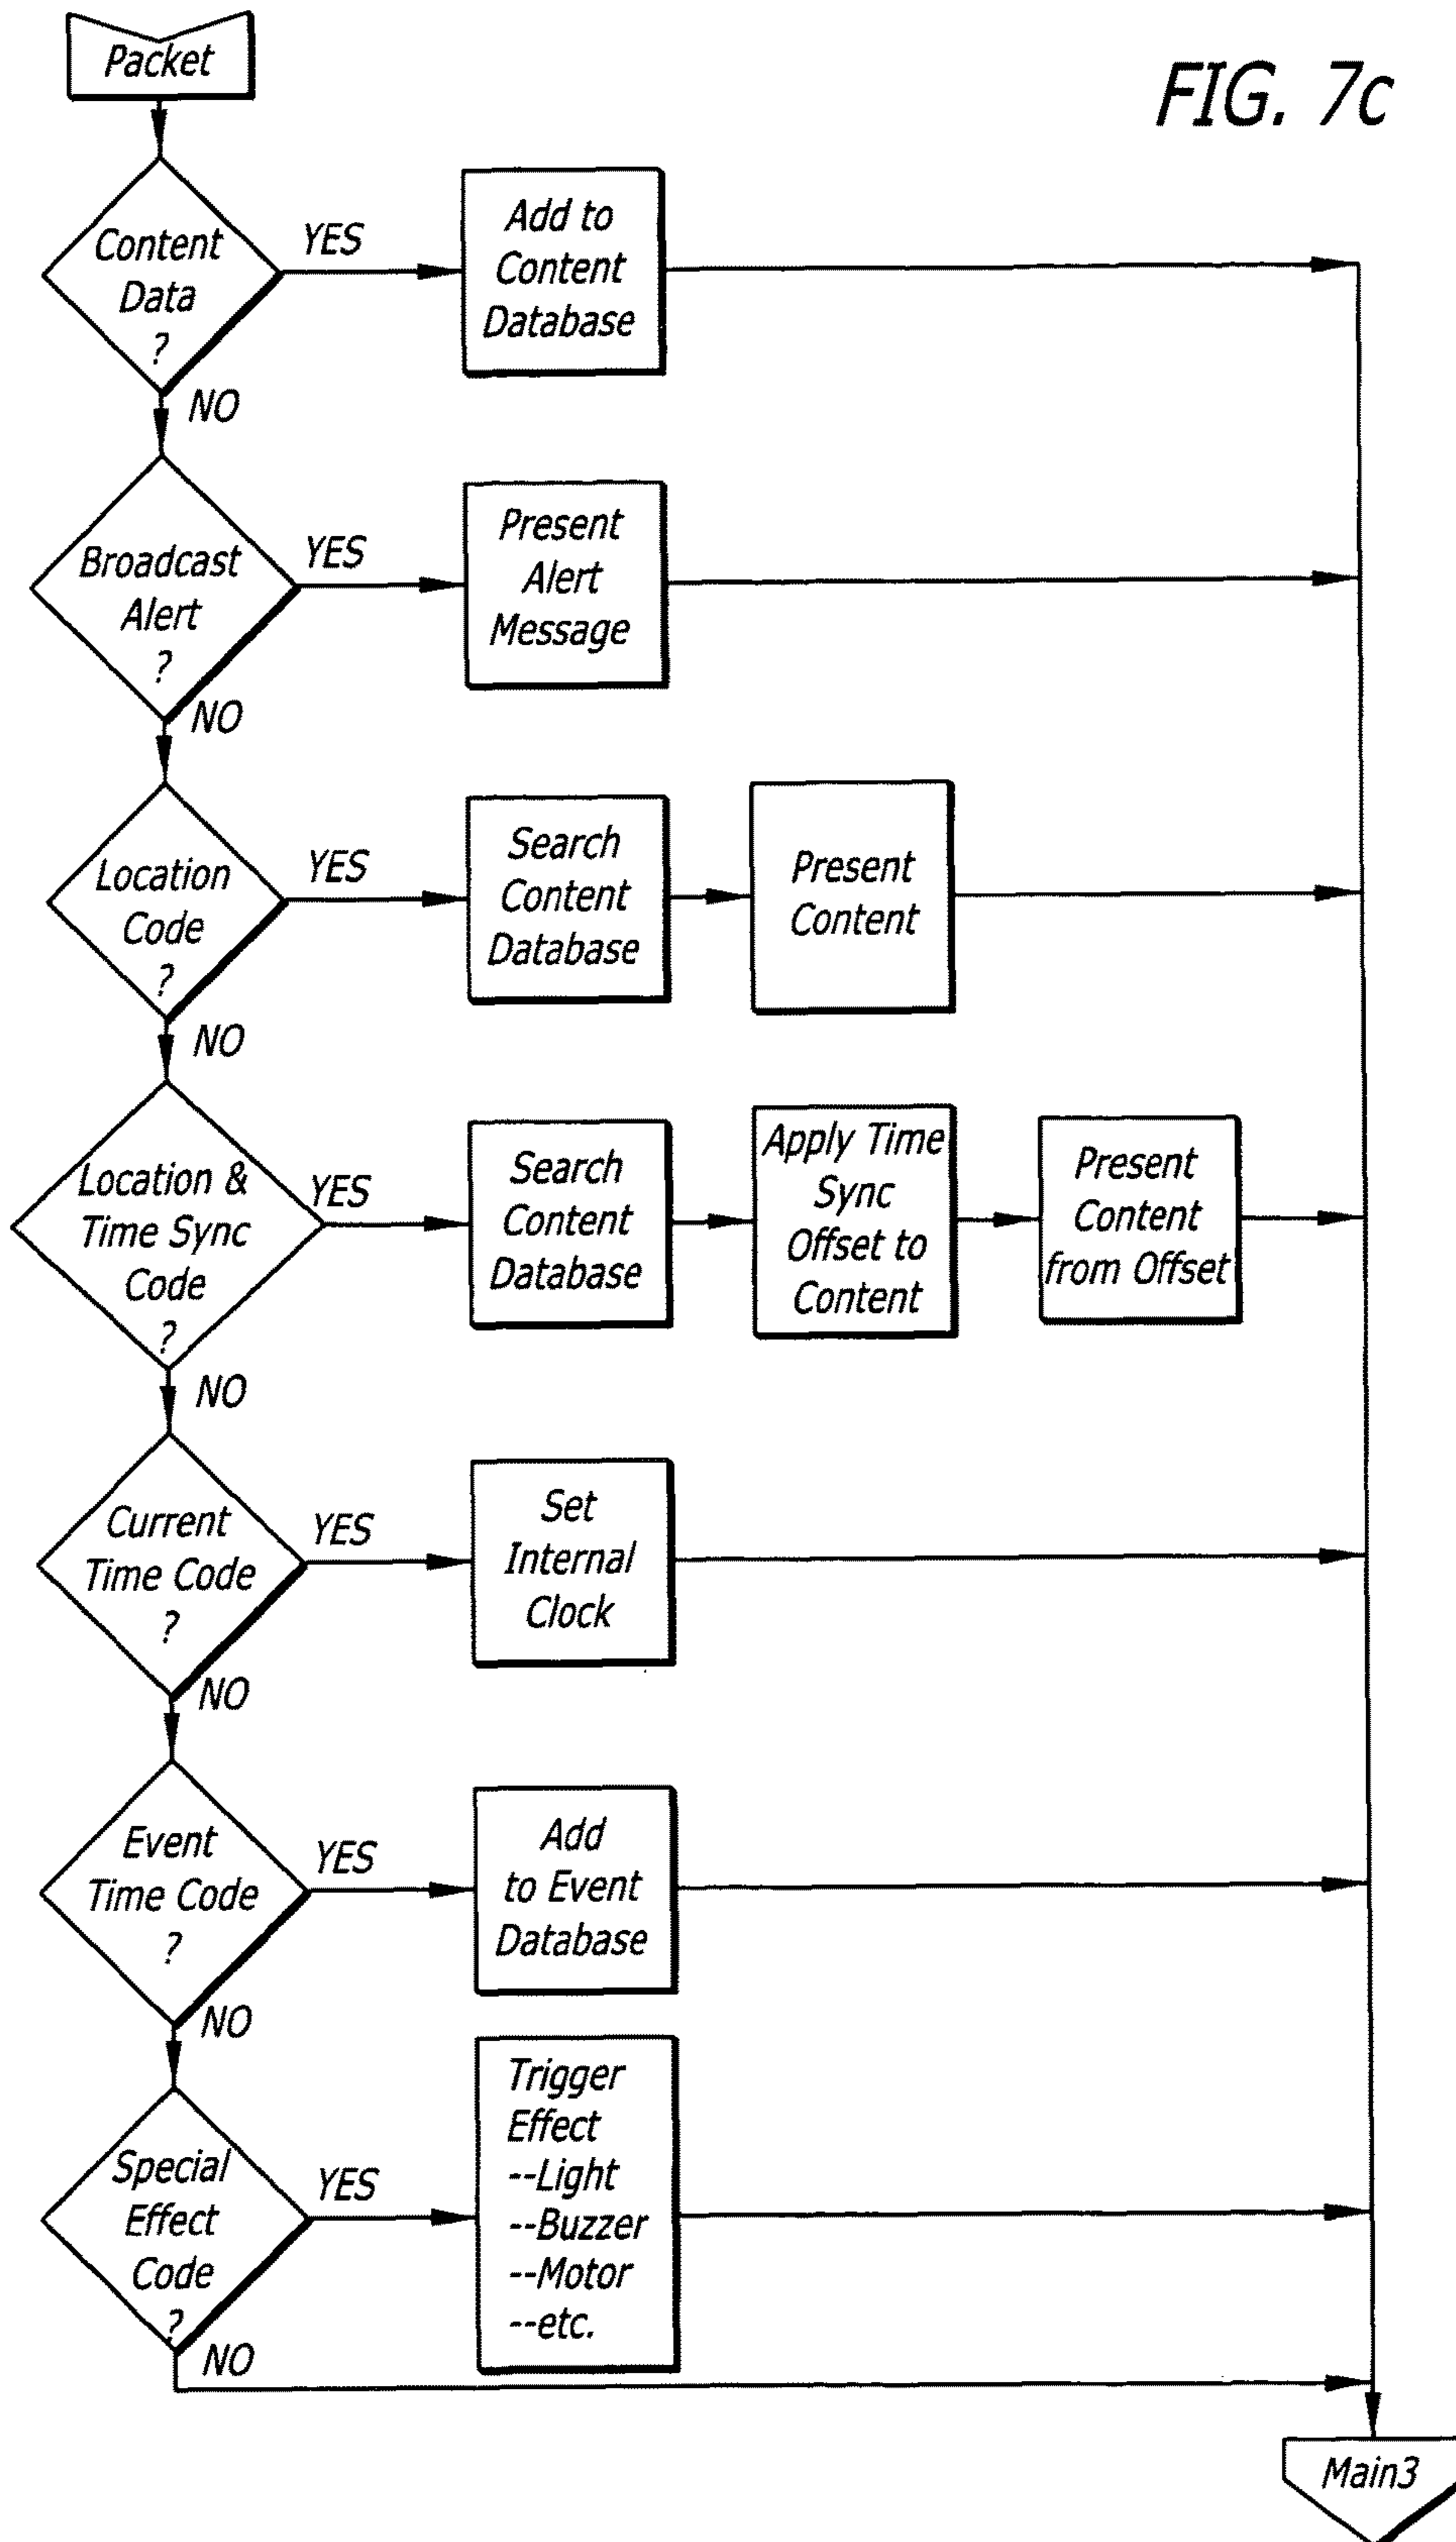 Packet
FIG. 7c
Content
Data
?
YES
Add to
Content
Database
NO
Broadcast
Alert
?
YES
Present
Alert
Message
NO
Location
Code
?
YES
Search
Content
Database
Present
Content
NO
Location &
Time Sync
Code
?
YES
Search
Content
Database
Apply Time
Sync
Offset to
Content
Present
Content
from Offset
NO
Current
Time Code
?
YES
Set
Internal
Clock
NO
Event
Time Code
?
YES
Add
to Event
Database
NO
Special
Effect
Code
?
YES
Trigger
Effect
--Light
--Buzzer
--Motor
--etc.
NO
Main3